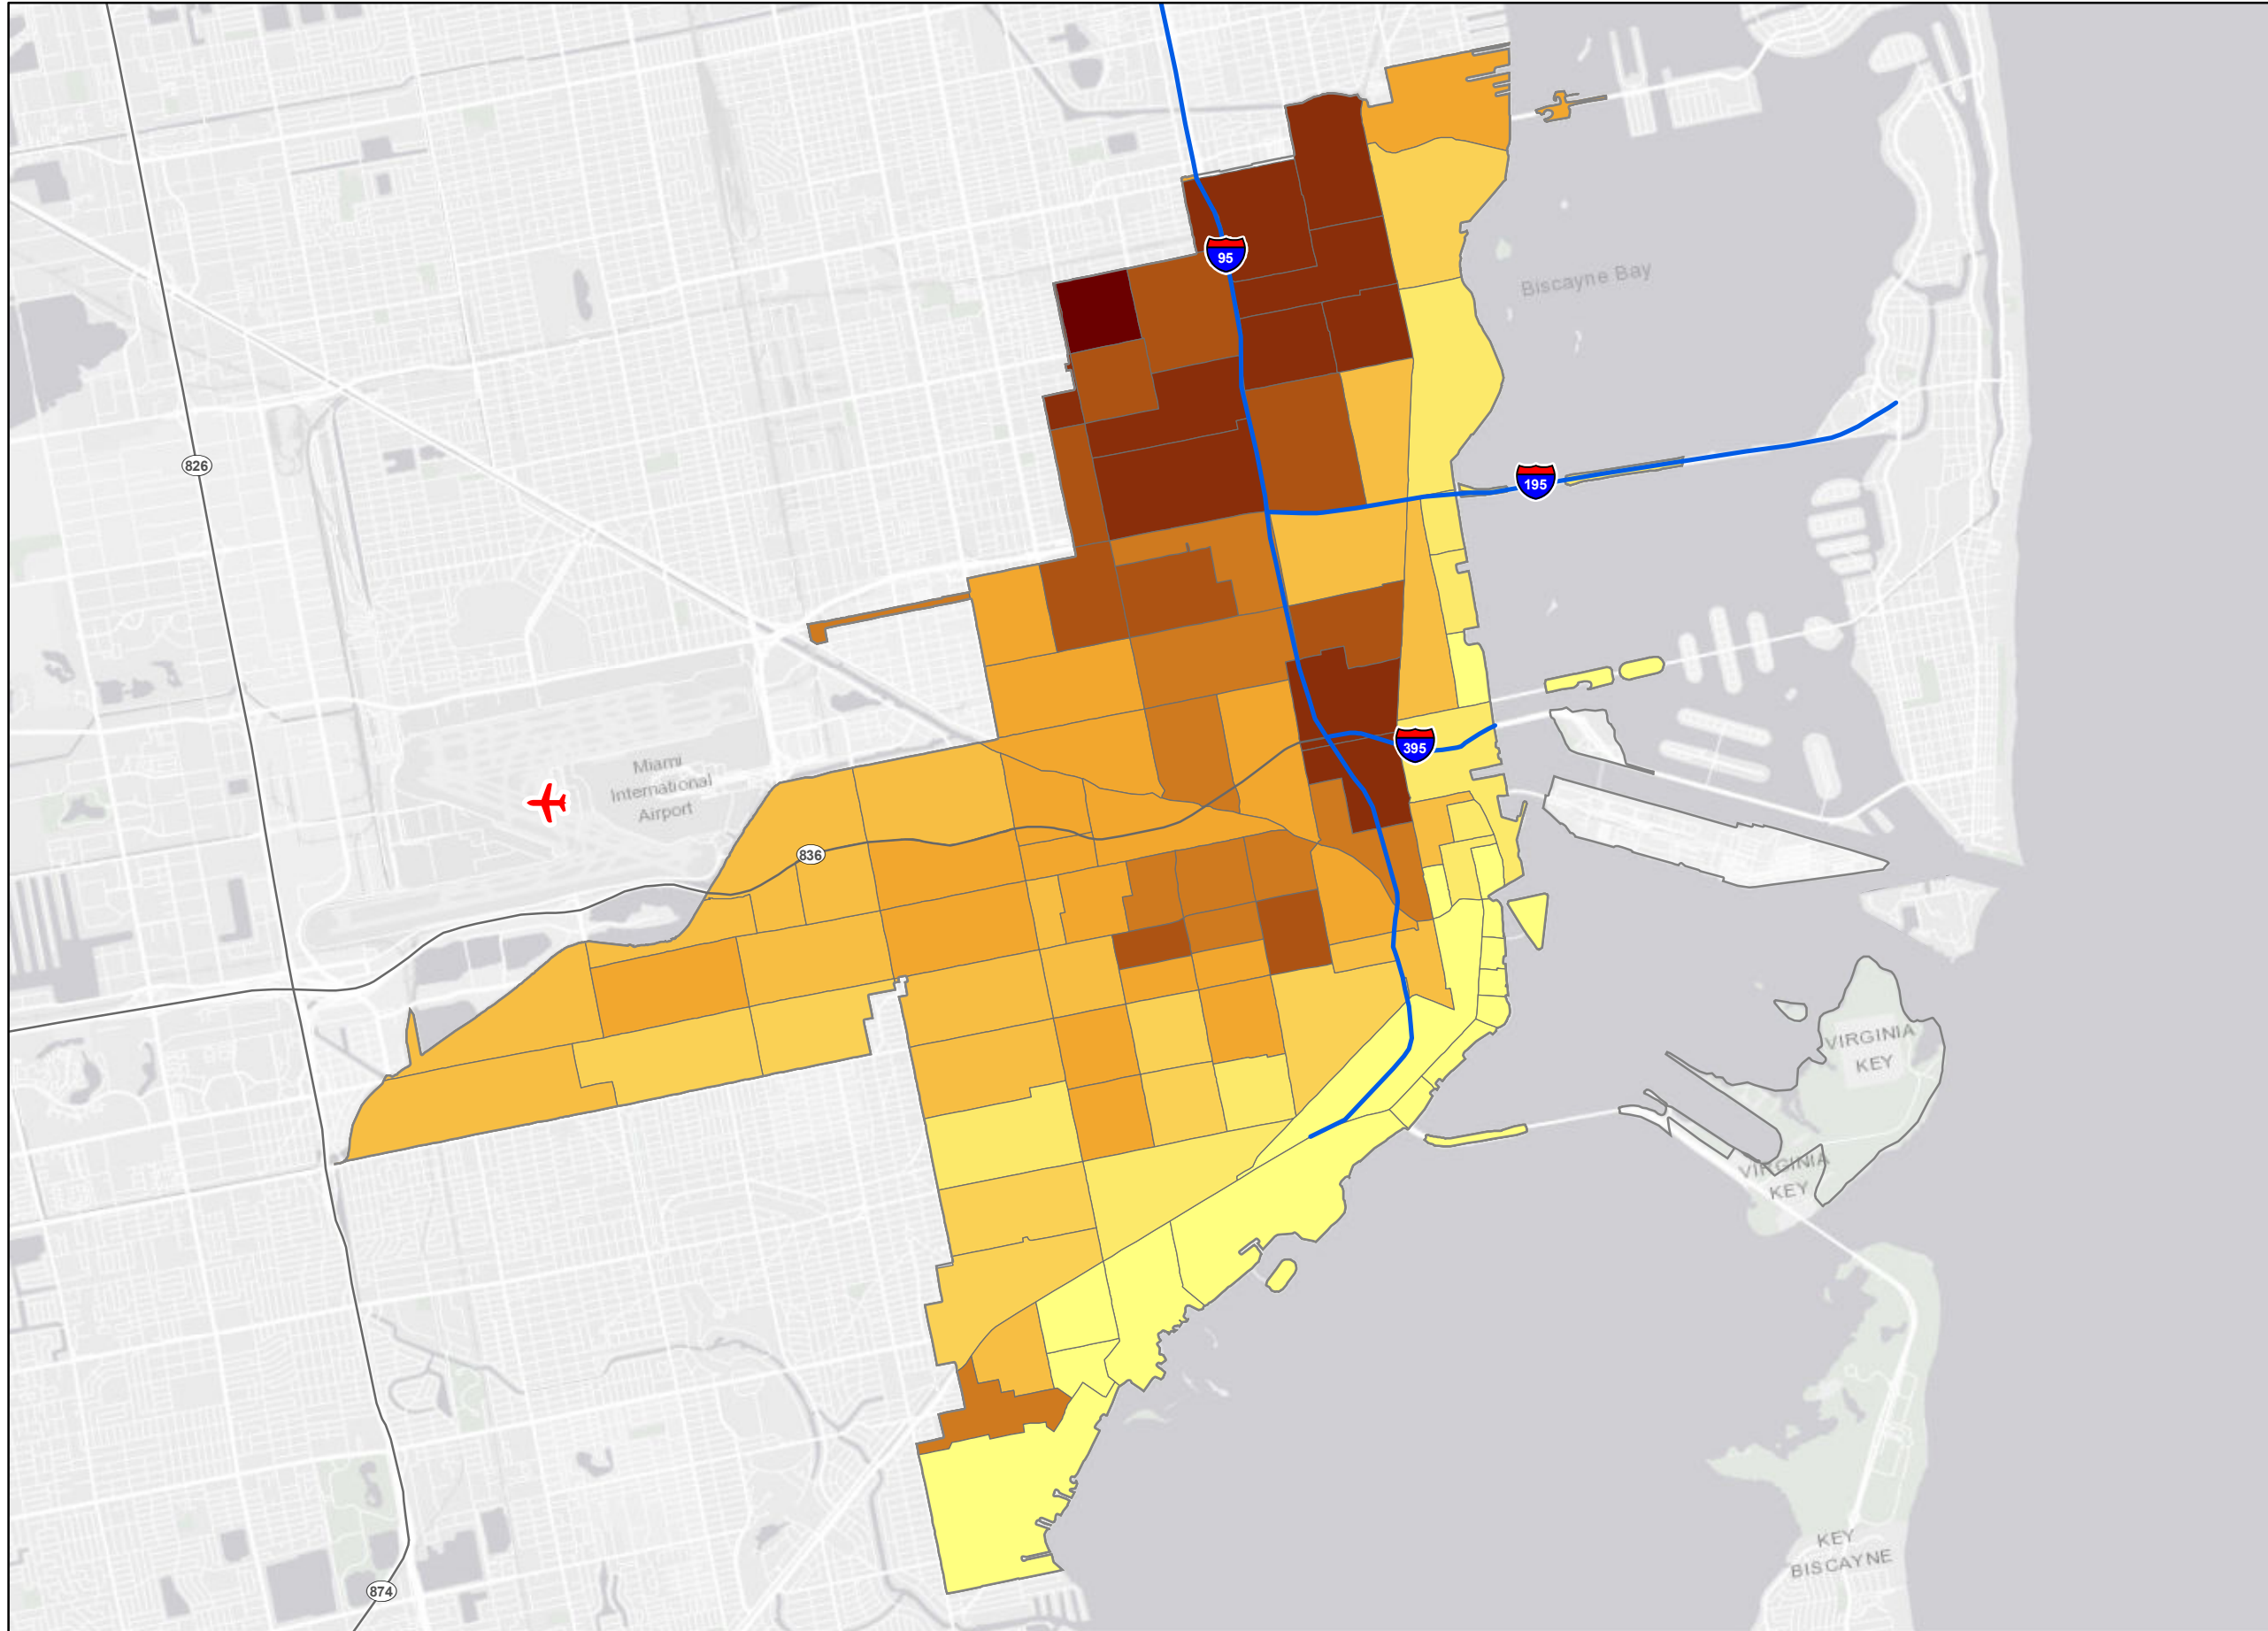 95
Biscayne Bay
826
195
Miami
International
Airport
395
836
VIRGINIA
KEY
VIRGINIA
KEY
KEY
BISCAYNE
874